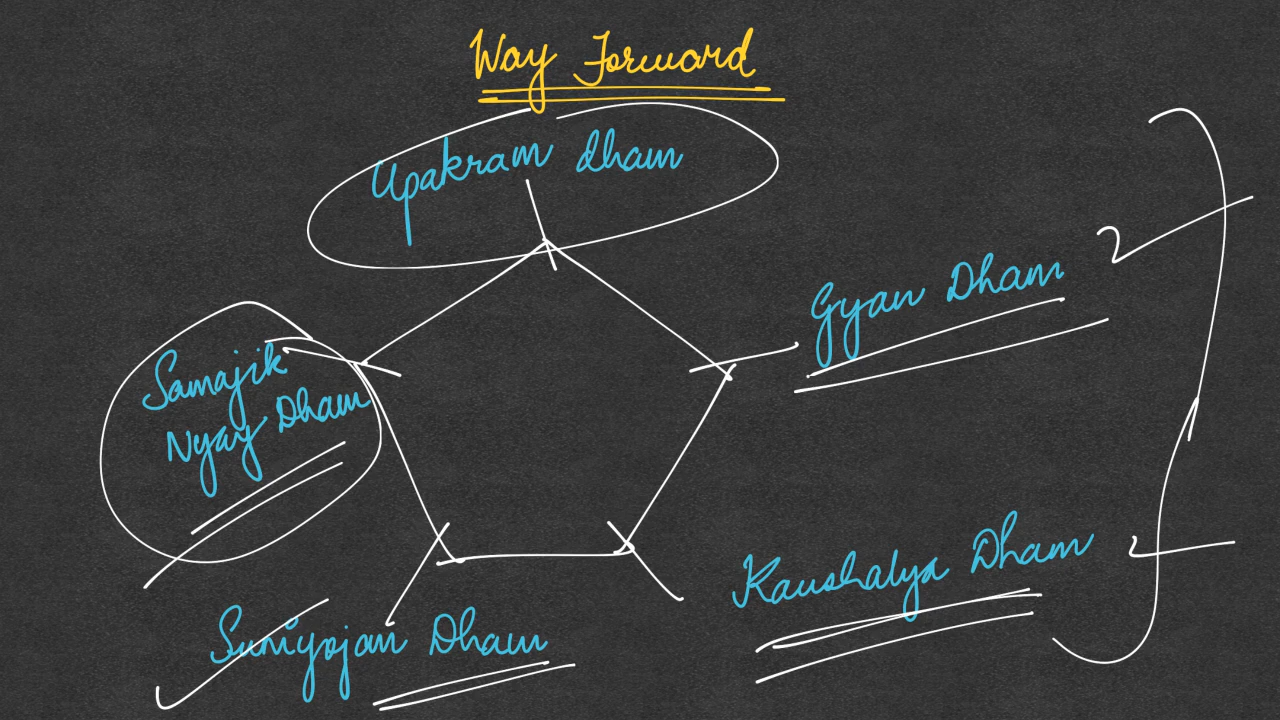 Way Forward
Upakram dham
Gyan Dham
Samajik
Nyay Dham
Kaushalya Dham
Suniyojan Dham